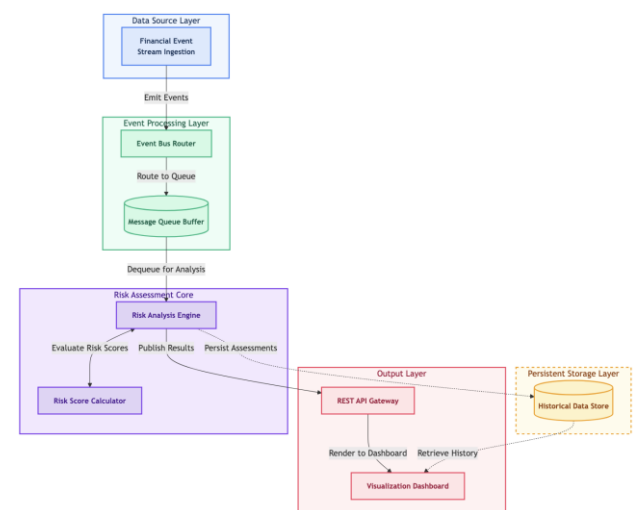 Data Source Layer
Financial Event
Stream Ingestion
Emit Events
Event Processing Layer
Event Bus Router
Route to Queue
Message Queue Buffer
Dequeue for Analysis
Risk Assessment Core
Risk Analysis Engine
Evaluate Risk Scores
Publish Results
Persist Assessments
Risk Score Calculator
Output Layer
REST API Gateway
Persistent Storage Layer
Historical Data Store
Render to Dashboard
Retrieve History
Visualization Dashboard